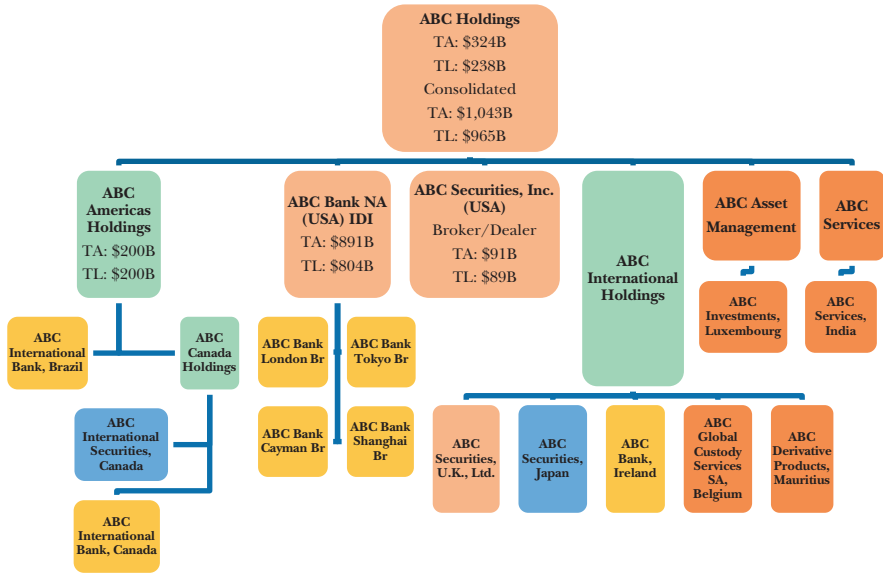 ABC Holdings
TA: $324B
TL: $238B
Consolidated
TA: $1,043B
TL: $965B
ABC
Americas
Holdings
TA: $200B
TL: $200B
ABC Bank NA
(USA) IDI
TA: $891B
TL: $804B
ABC Securities, Inc.
(USA)
Broker/Dealer
TA: $91B
TL: $89B
ABC
International
Holdings
ABC Asset
Management
ABC
Services
ABC
Investments,
Luxembourg
ABC
Services,
India
ABC
International
Bank, Brazil
ABC
Canada
Holdings
ABC Bank
London Br
ABC Bank
Tokyo Br
ABC
International
Securities,
Canada
ABC Bank
Cayman Br
ABC Bank
Shanghai
Br
ABC
Securities,
U.K., Ltd.
ABC
Securities,
Japan
ABC
Bank,
Ireland
ABC
Global
Custody
Services
SA,
Belgium
ABC
Derivative
Products,
Mauritius
ABC
International
Bank, Canada